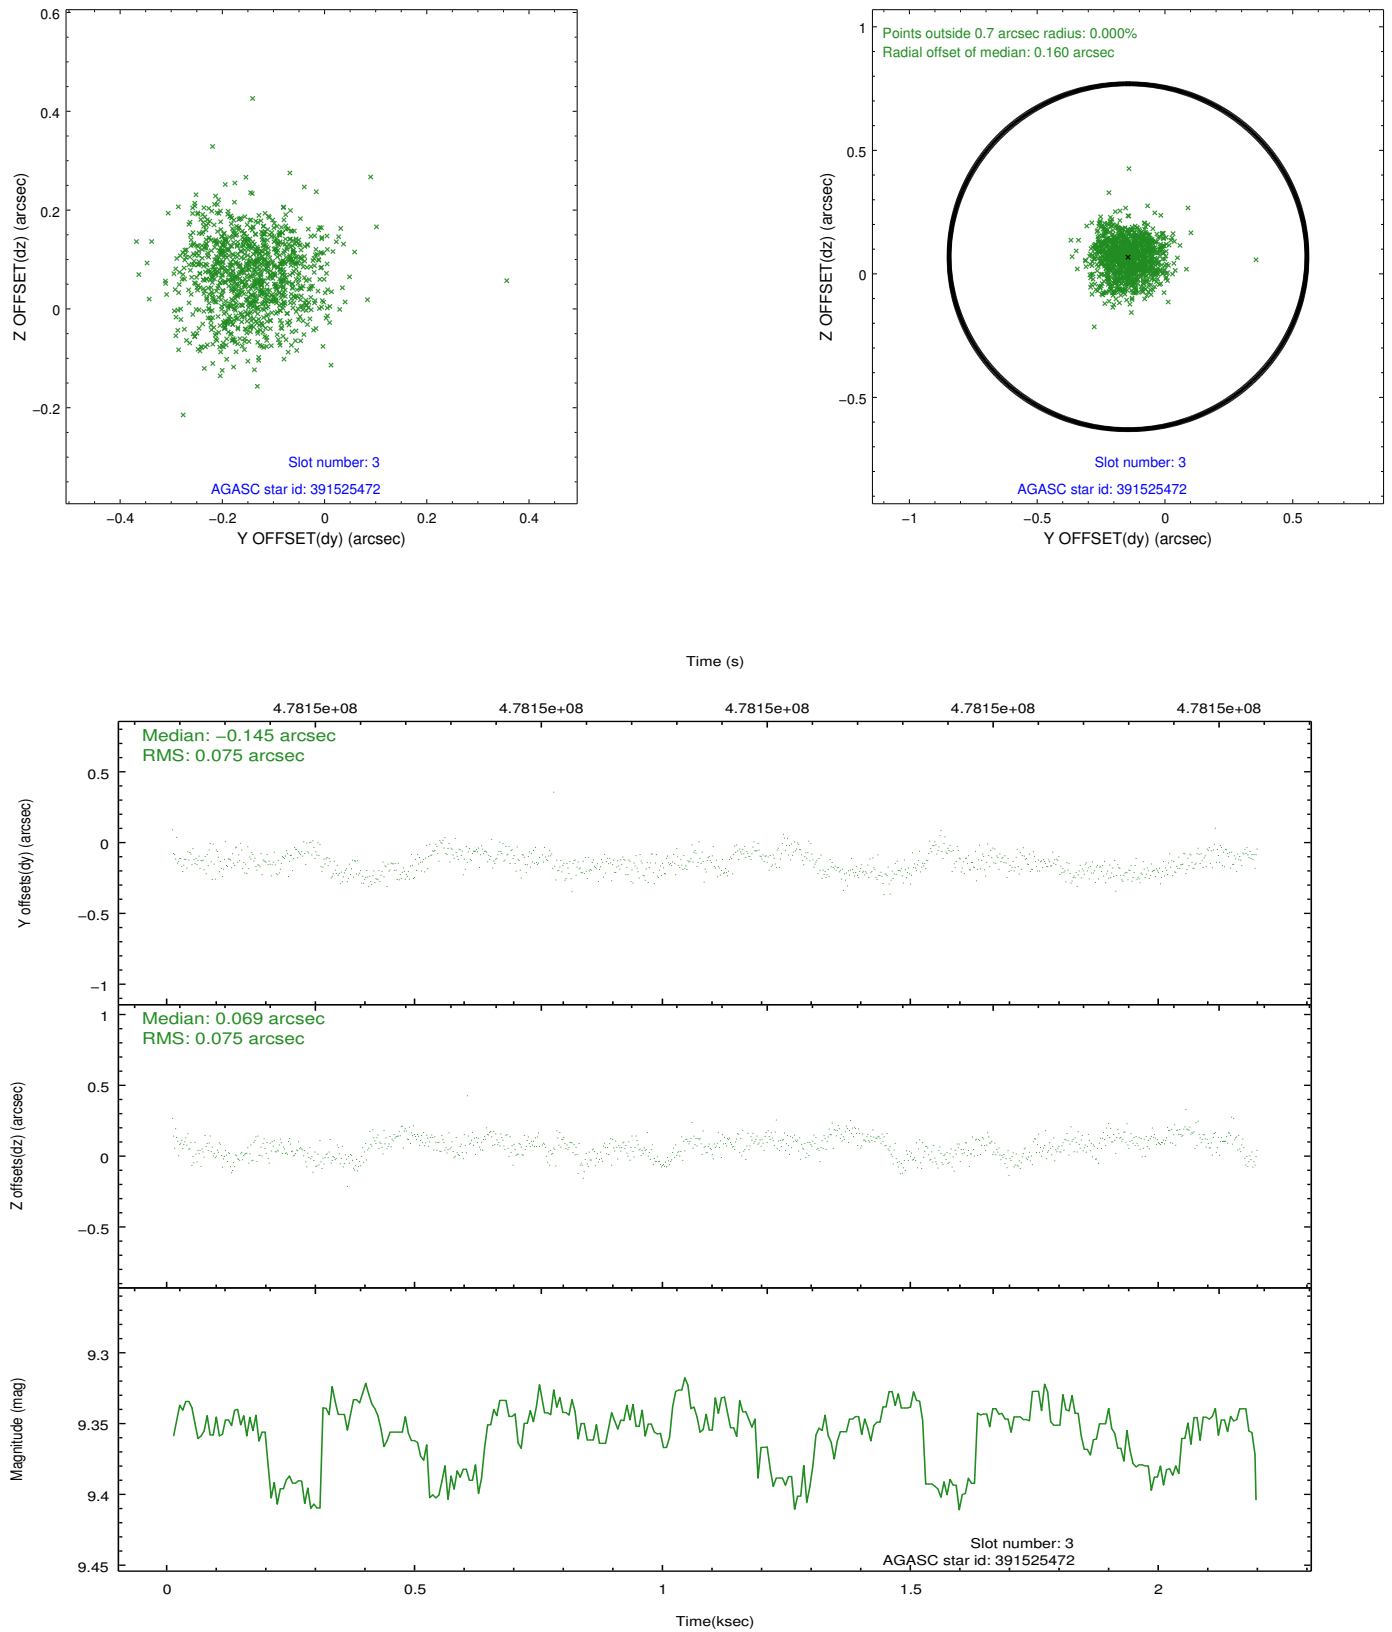 0.6
0.4
0.2
0
−0.2
Z OFFSET(dz) (arcsec)
Slot number: 3
AGASC star id: 391525472
−0.4 −0.2 0 0.2 0.4
Y OFFSET(dy) (arcsec)
Points outside 0.7 arcsec radius: 0.000%
Radial offset of median: 0.160 arcsec
1
0.5
0
−0.5
Z OFFSET(dz) (arcsec)
Slot number: 3
AGASC star id: 391525472
−1 −0.5 0 0.5
Y OFFSET(dy) (arcsec)
Time (s)
4.7815e+08 4.7815e+08 4.7815e+08 4.7815e+08 4.7815e+08
Median: −0.145 arcsec
RMS: 0.075 arcsec
0.5
0
−0.5
−1
Y offsets(dy) (arcsec)
Median: 0.069 arcsec
RMS: 0.075 arcsec
1
0.5
0
−0.5
Z offsets(dz) (arcsec)
9.3
9.35
9.4
9.45
Magnitude (mag)
Slot number: 3
AGASC star id: 391525472
0 0.5 1 1.5 2
Time(ksec)